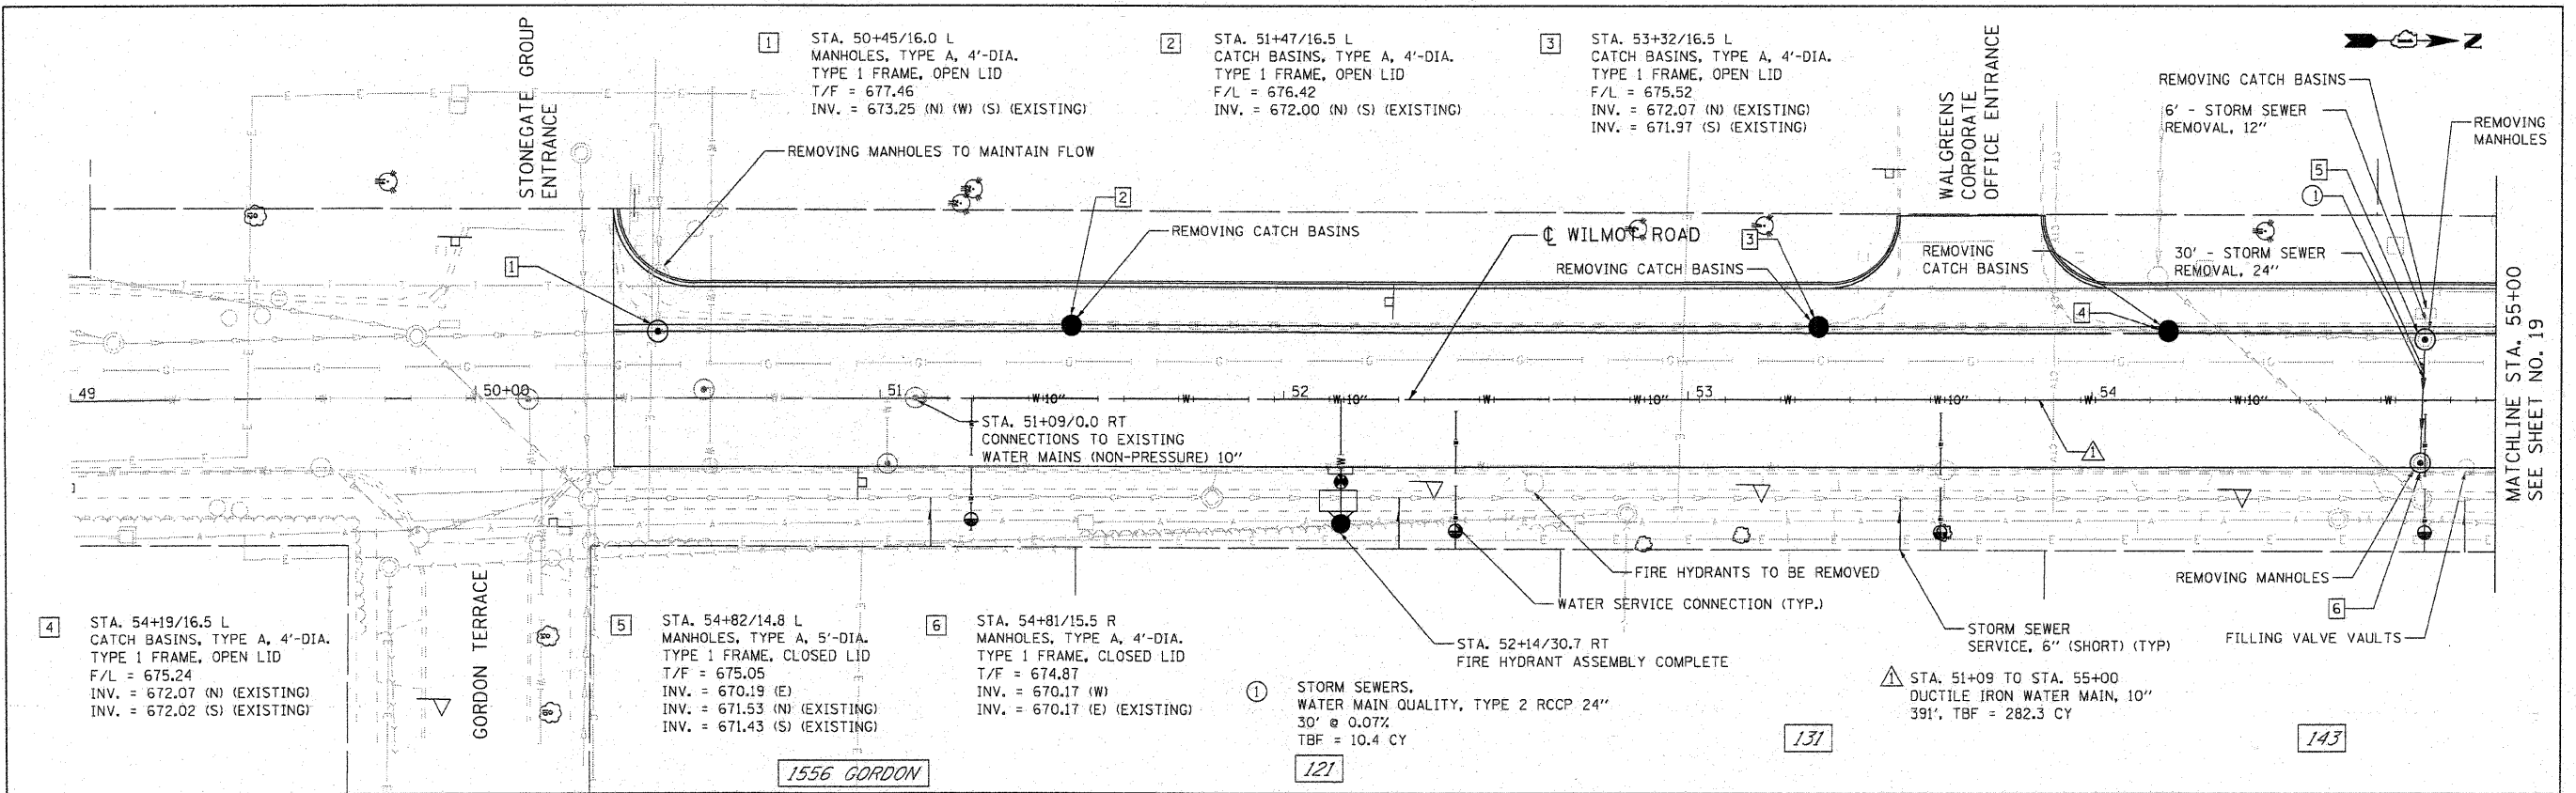 1
STA. 50+45/16.0 L
MANHOLES, TYPE A, 4'-DIA.
TYPE 1 FRAME, OPEN LID
T/F = 677.46
INV. = 673.25 (N) (W) (S) (EXISTING)
2
STA. 51+47/16.5 L
CATCH BASINS, TYPE A, 4'-DIA.
TYPE 1 FRAME, OPEN LID
F/L = 676.42
INV. = 672.00 (N) (S) (EXISTING)
3
STA. 53+32/16.5 L
CATCH BASINS, TYPE A, 4'-DIA.
TYPE 1 FRAME, OPEN LID
F/L = 675.52
INV. = 672.07 (N) (EXISTING)
INV. = 671.97 (S) (EXISTING)
STONEGATE GROUP
ENTRANCE
WALGREENS
CORPORATE
OFFICE ENTRANCE
Z
REMOVING CATCH BASINS
6' - STORM SEWER
REMOVAL, 12"
REMOVING
MANHOLES
5
1
REMOVING MANHOLES TO MAINTAIN FLOW
2
REMOVING CATCH BASINS
℄ WILMOT ROAD
3
REMOVING CATCH BASINS
REMOVING
CATCH BASINS
30' - STORM SEWER
REMOVAL, 24"
1
4
MATCHLINE STA. 55+00
SEE SHEET NO. 19
49
50+00
51
52
53
54
W+10"
W+10"
W+10"
W+10"
W+10"
W+10"
STA. 51+09/0.0 RT
CONNECTIONS TO EXISTING
WATER MAINS (NON-PRESSURE) 10"
1
FIRE HYDRANTS TO BE REMOVED
WATER SERVICE CONNECTION (TYP.)
STA. 52+14/30.7 RT
FIRE HYDRANT ASSEMBLY COMPLETE
REMOVING MANHOLES
6
FILLING VALVE VAULTS
STORM SEWER
SERVICE, 6" (SHORT) (TYP)
GORDON TERRACE
4
STA. 54+19/16.5 L
CATCH BASINS, TYPE A, 4'-DIA.
TYPE 1 FRAME, OPEN LID
F/L = 675.24
INV. = 672.07 (N) (EXISTING)
INV. = 672.02 (S) (EXISTING)
5
STA. 54+82/14.8 L
MANHOLES, TYPE A, 5'-DIA.
TYPE 1 FRAME, CLOSED LID
T/F = 675.05
INV. = 670.19 (E)
INV. = 671.53 (N) (EXISTING)
INV. = 671.43 (S) (EXISTING)
6
STA. 54+81/15.5 R
MANHOLES, TYPE A, 4'-DIA.
TYPE 1 FRAME, CLOSED LID
T/F = 674.87
INV. = 670.17 (W)
INV. = 670.17 (E) (EXISTING)
1
STORM SEWERS,
WATER MAIN QUALITY, TYPE 2 RCCP 24"
30' @ 0.07%
TBF = 10.4 CY
1
STA. 51+09 TO STA. 55+00
DUCTILE IRON WATER MAIN, 10"
391', TBF = 282.3 CY
1556 GORDON
121
131
143